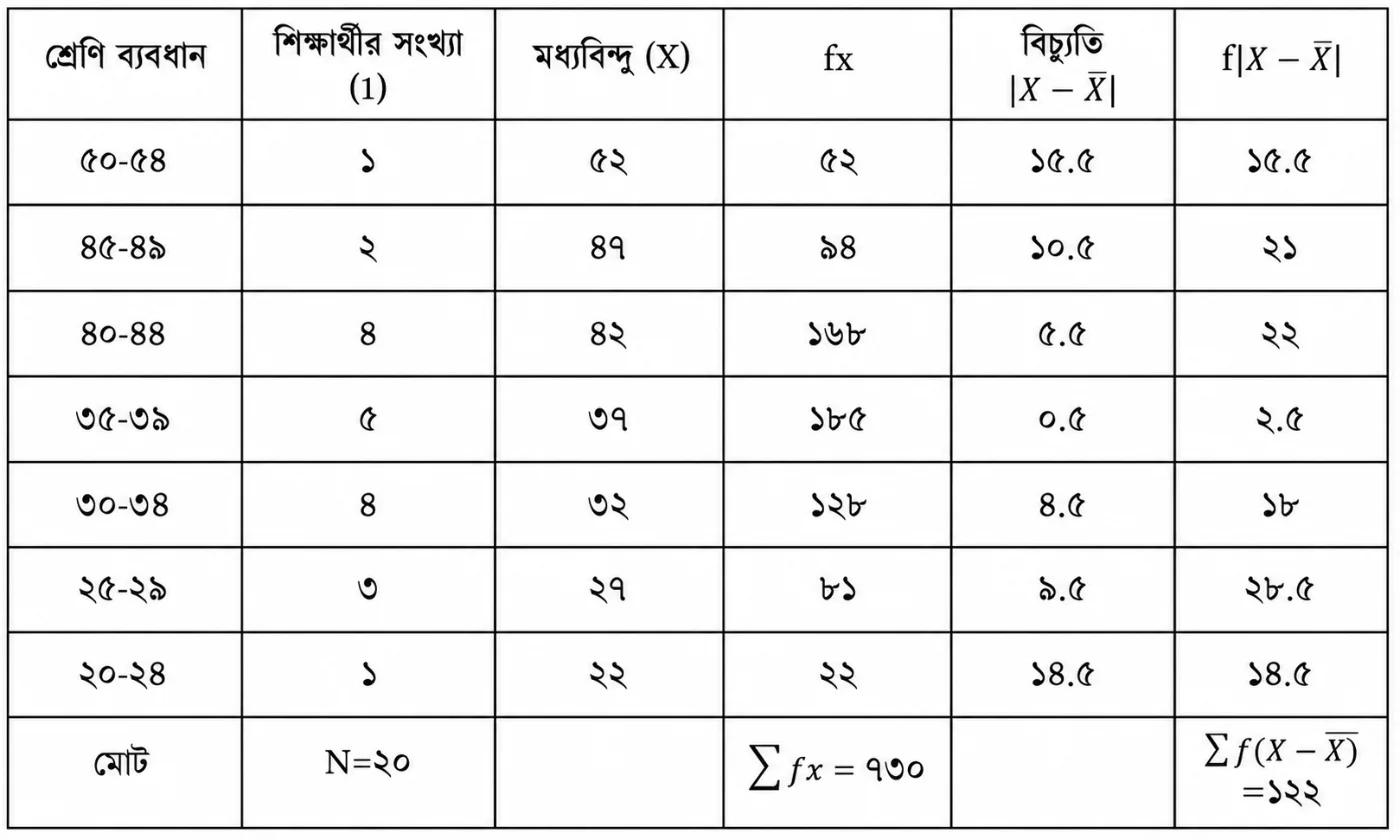 শ্রেণি ব্যবধান শিক্ষার্থীর সংখ্যা (1) মধ্যবিন্দু (X) fx বিচ্যুতি |X − X̅| f|X − X̅|
৫০-৫৪ ১ ৫২ ৫২ ১৫.৫ ১৫.৫
৪৫-৪৯ ২ ৪৭ ৯৪ ১০.৫ ২১
৪০-৪৪ ৪ ৪২ ১৬৮ ৫.৫ ২২
৩৫-৩৯ ৫ ৩৭ ১৮৫ ০.৫ ২.৫
৩০-৩৪ ৪ ৩২ ১২৮ ৪.৫ ১৮
২৫-২৯ ৩ ২৭ ৮১ ৯.৫ ২৮.৫
২০-২৪ ১ ২২ ২২ ১৪.৫ ১৪.৫
মোট N=২০ ∑ fx = ৭৩০ ∑ f(X − X̅) =১২২